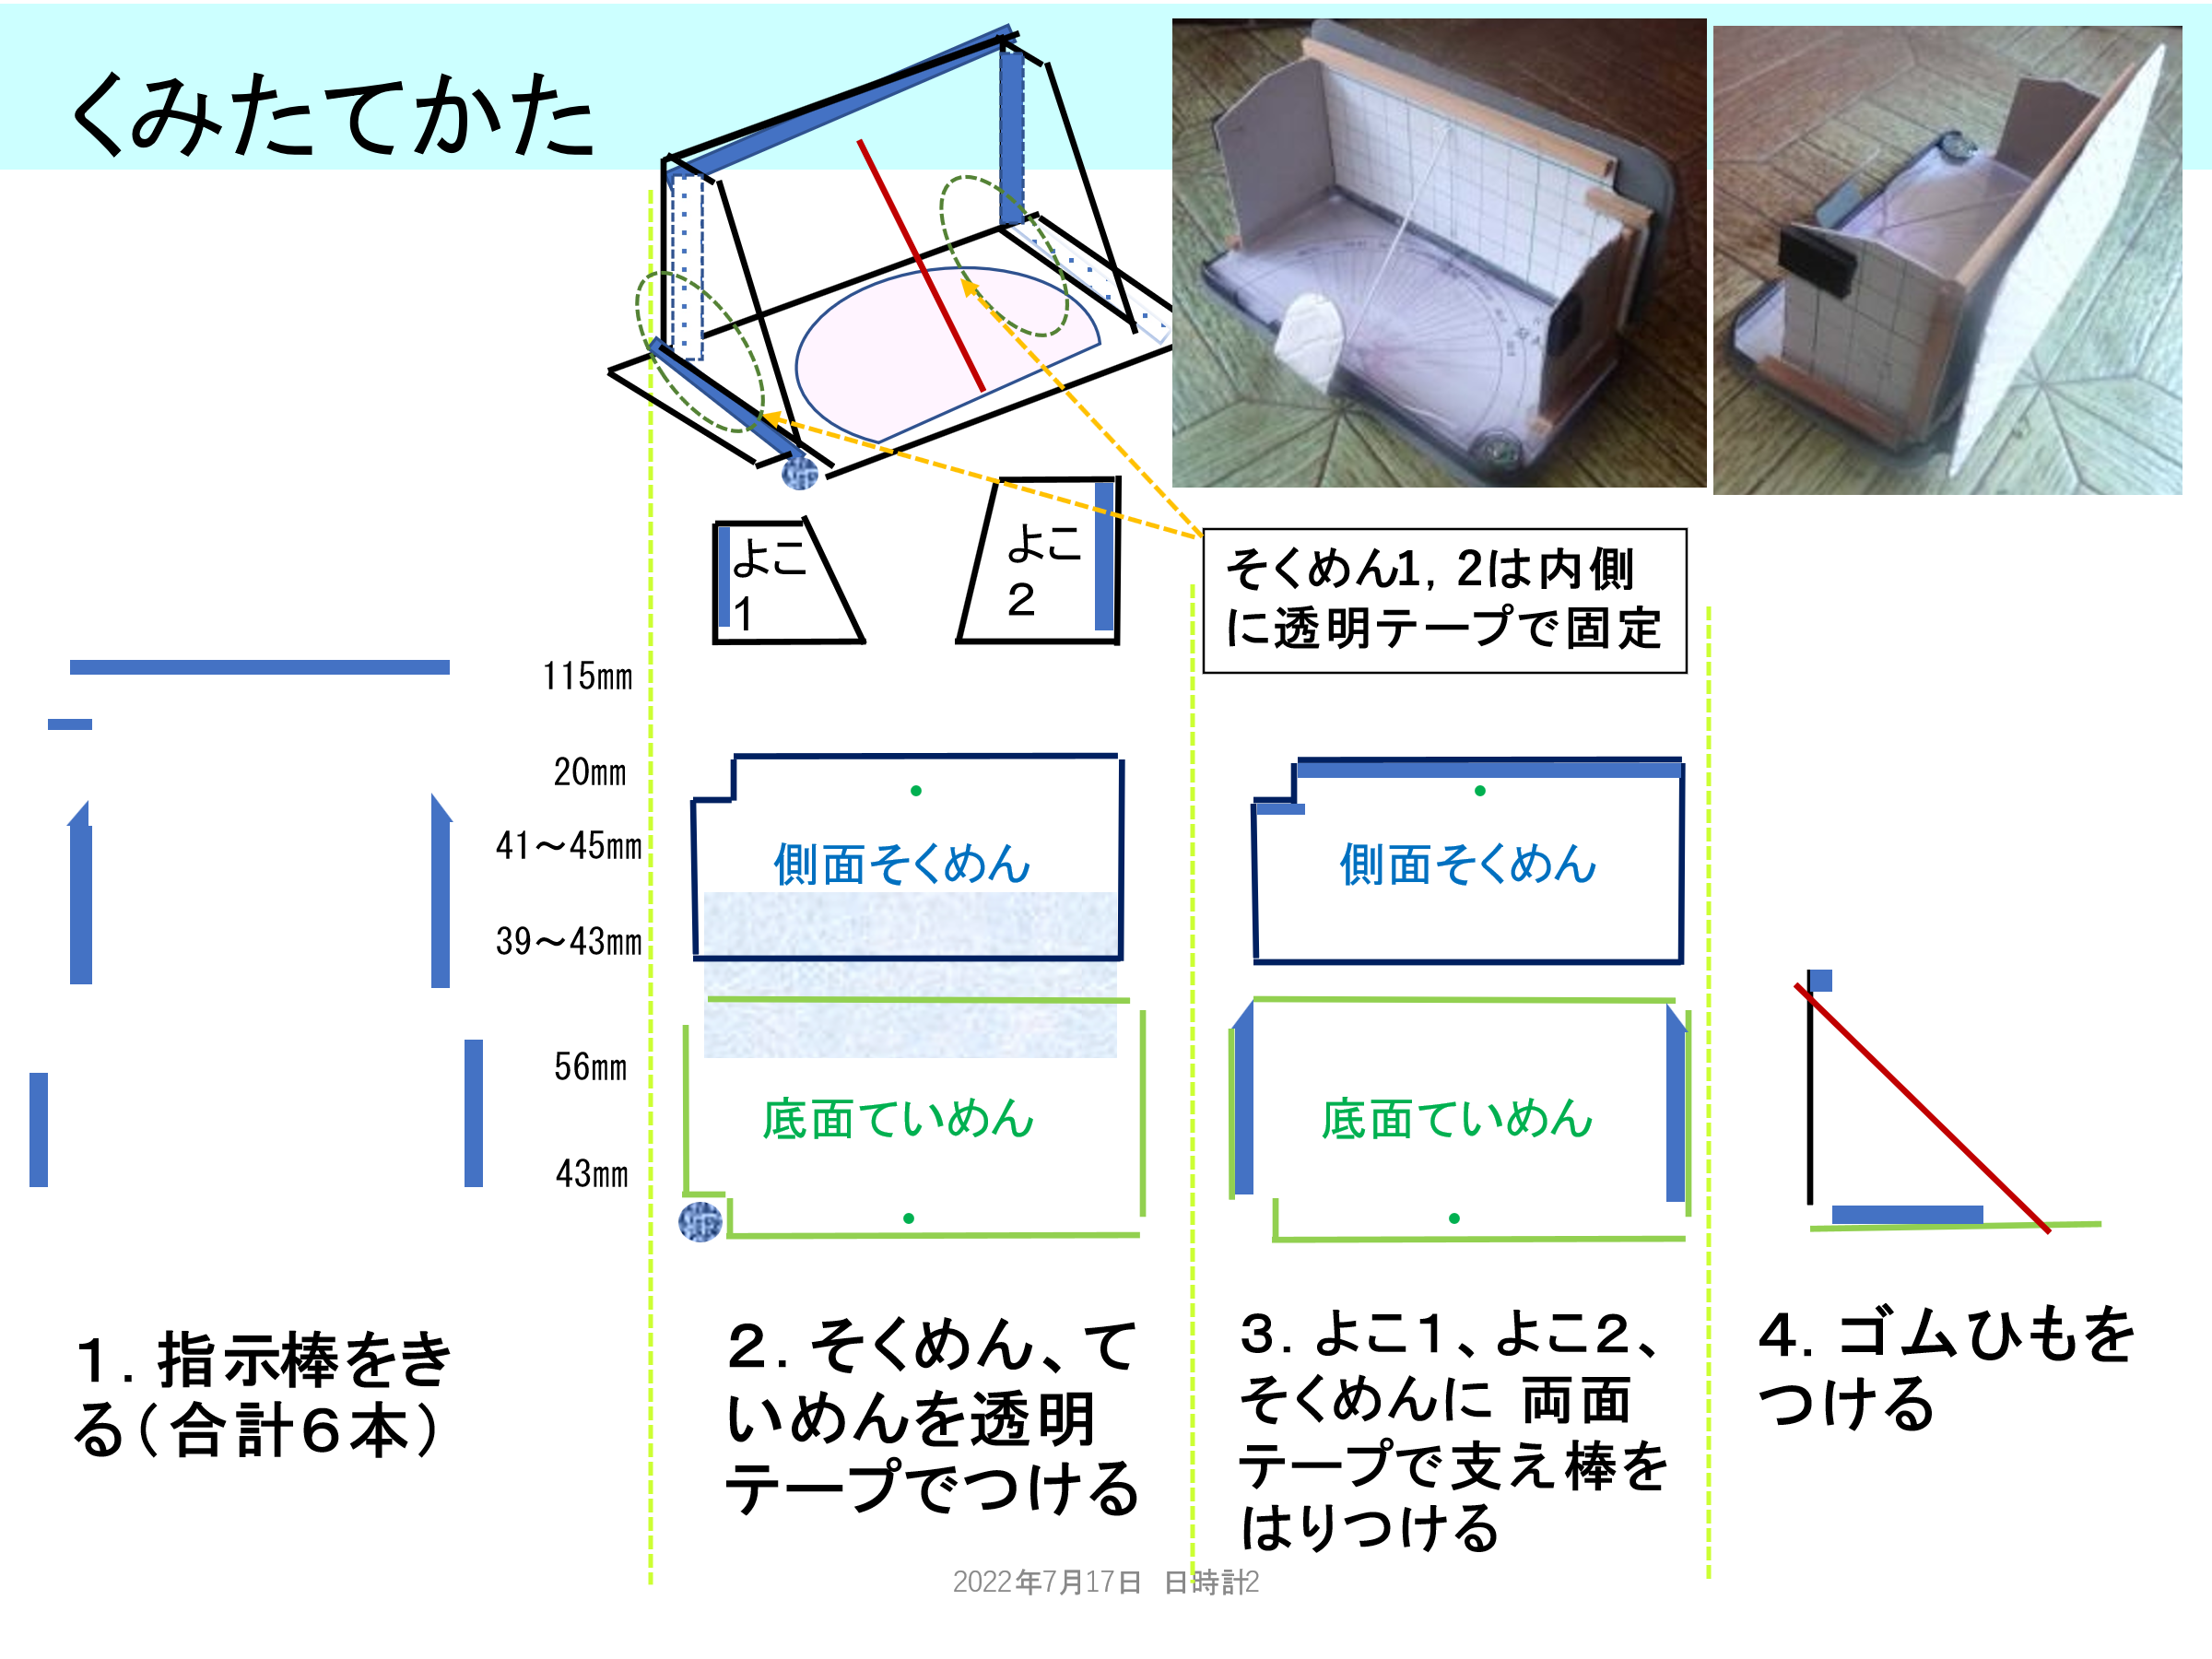 くみたてかた
よこ
1
よこ
2
そくめん1，2は内側
に透明テープで固定
115mm
20mm
41～45mm
39～43mm
56mm
43mm
側面そくめん
底面ていめん
側面そくめん
底面ていめん
１．指示棒をき
る（合計６本）
２．そくめん、て
いめんを透明
テープでつける
３．よこ１、よこ２、
そくめんに 両面
テープで支え棒を
はりつける
４．ゴムひもを
つける
2022年7月17日　日時計2